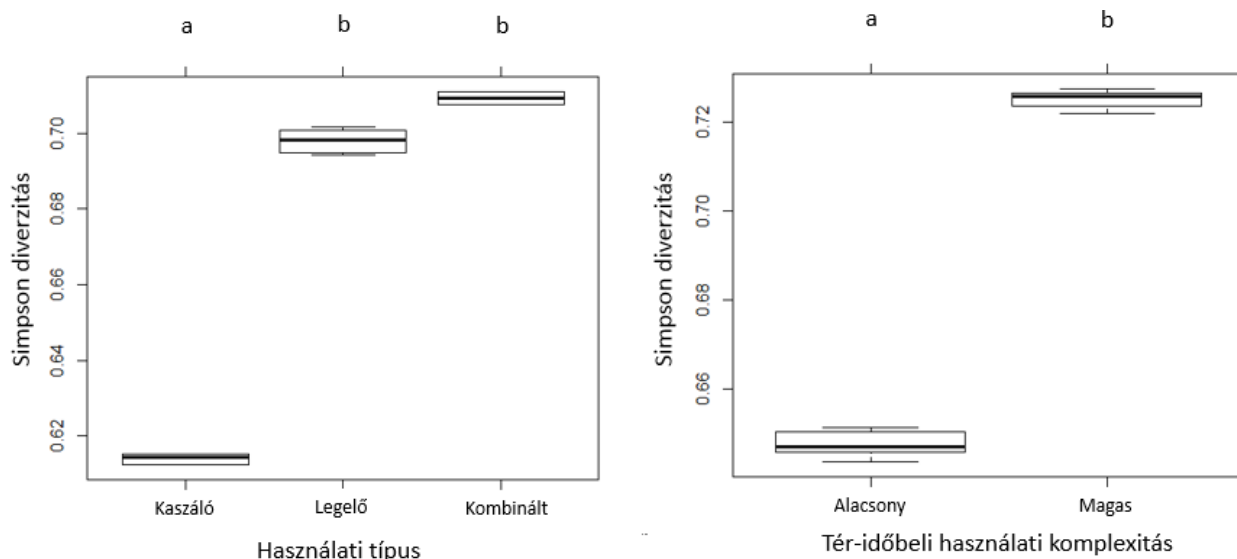 a b b
Simpson diverzitás
0.70
0.68
0.66
0.64
0.62
Kaszáló Legelő Kombinált
Használati típus
a b
Simpson diverzitás
0.72
0.70
0.68
0.66
Alacsony Magas
Tér-időbeli használati komplexitás